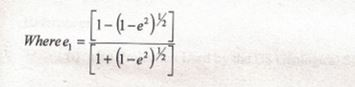 Where e₁ = [1-(1-e²)½]
[1+(1-e²)½]